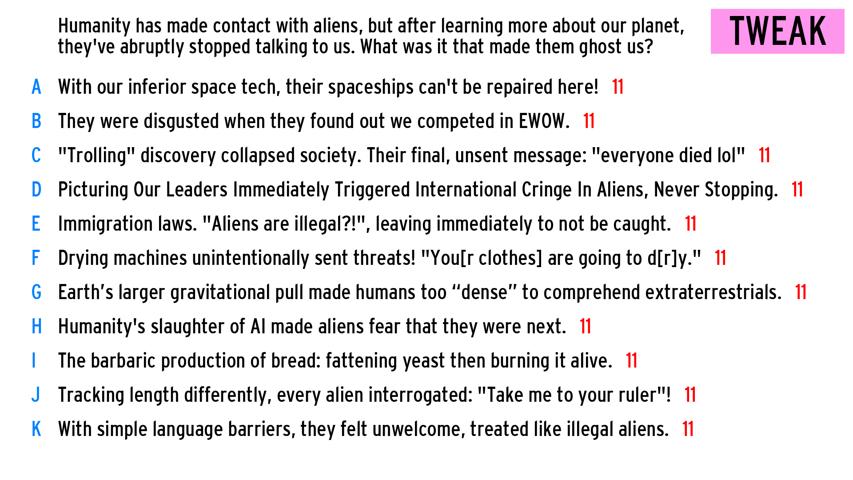 Humanity has made contact with aliens, but after learning more about our planet,
they've abruptly stopped talking to us. What was it that made them ghost us?
TWEAK
A With our inferior space tech, their spaceships can't be repaired here! 11
B They were disgusted when they found out we competed in EWOW. 11
C "Trolling" discovery collapsed society. Their final, unsent message: "everyone died lol" 11
D Picturing Our Leaders Immediately Triggered International Cringe In Aliens, Never Stopping. 11
E Immigration laws. "Aliens are illegal?!", leaving immediately to not be caught. 11
F Drying machines unintentionally sent threats! "You[r clothes] are going to d[r]y." 11
G Earth’s larger gravitational pull made humans too “dense” to comprehend extraterrestrials. 11
H Humanity's slaughter of AI made aliens fear that they were next. 11
I The barbaric production of bread: fattening yeast then burning it alive. 11
J Tracking length differently, every alien interrogated: "Take me to your ruler"! 11
K With simple language barriers, they felt unwelcome, treated like illegal aliens. 11